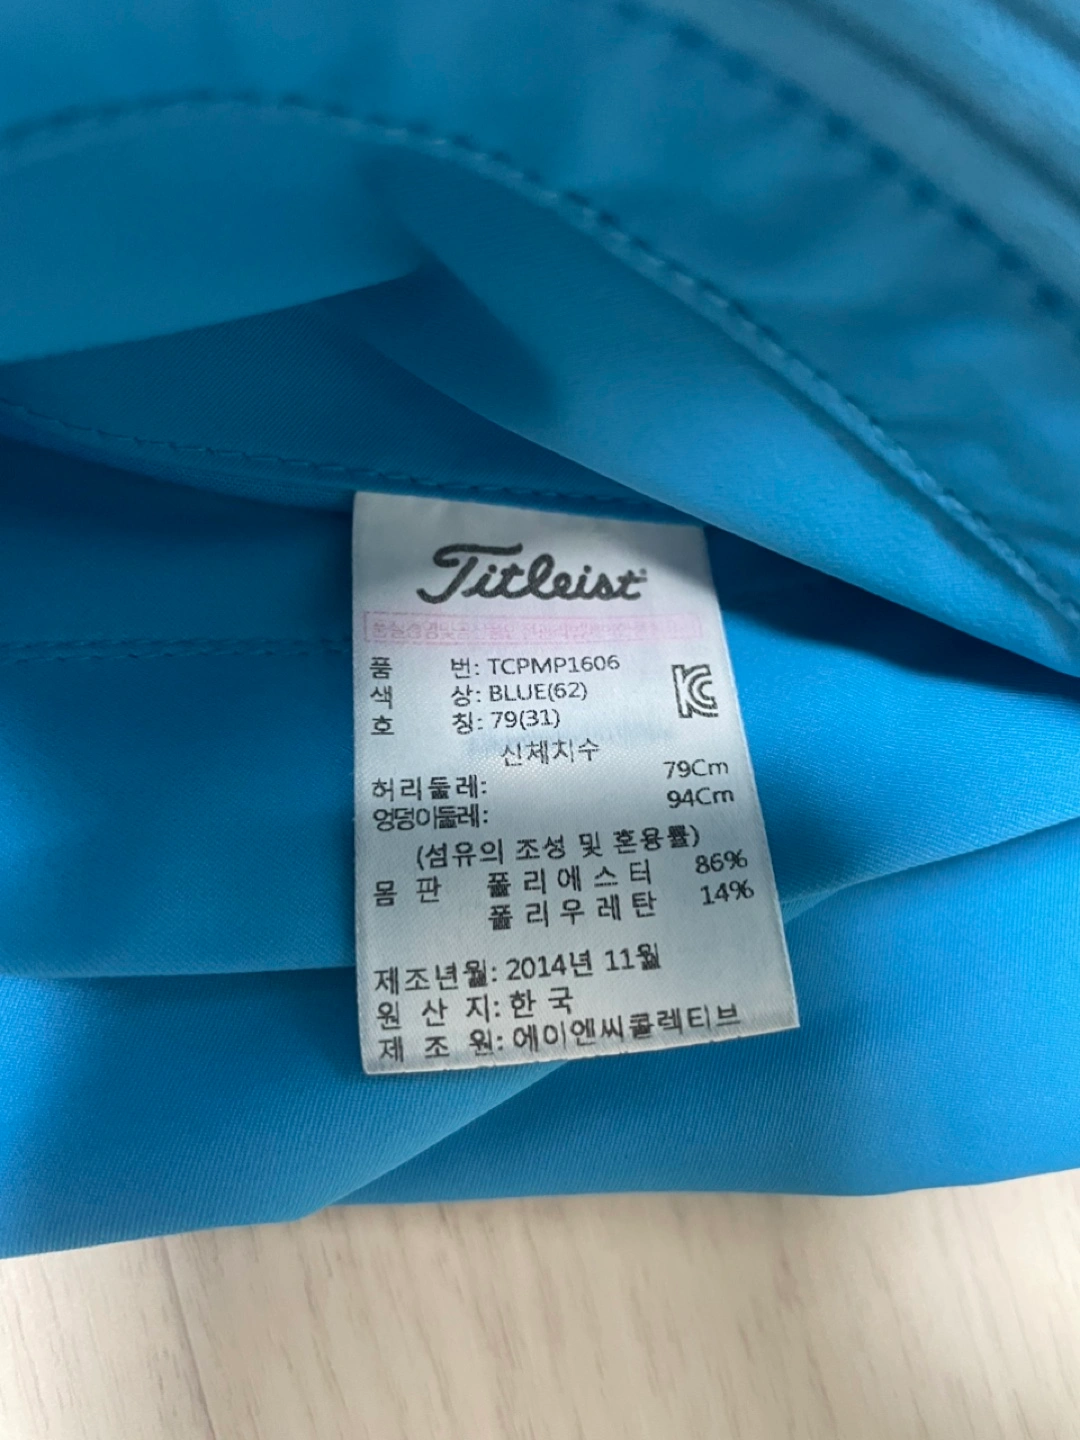 Titleist
품 번: TCPMP1606
색 상: BLUE(62)
호 칭: 79(31)
신체치수
허리둘레: 79Cm
엉덩이둘레: 94Cm
(섬유의 조성 및 혼용률)
몸 판 폴 리 에 스 터 86%
폴 리 우 레 탄 14%
제조년월: 2014년 11월
원 산 지: 한 국
제 조 원: 에이엔씨콜렉티브